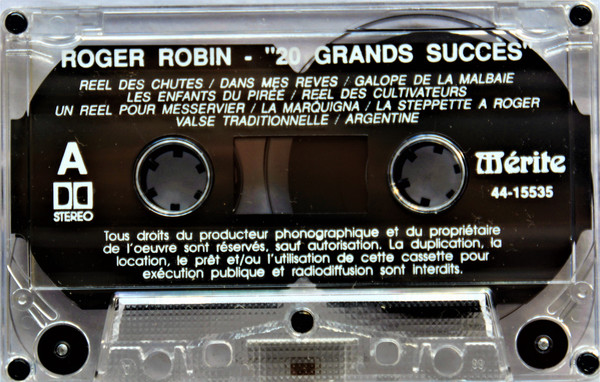 ROGER ROBIN - "20 GRANDS SUCCES"
REEL DES CHUTES / DANS MES REVES / GALOPE DE LA MALBAIE
LES ENFANTS DU PIRÉE / REEL DES CULTIVATEURS
UN REEL POUR MESSERVIER / LA MARQUIGNA / LA STEPPETTE A ROGER
VALSE TRADITIONNELLE / ARGENTINE
A
STEREO
Mérite
44-15535
Tous droits du producteur phonographique et du propriétaire
de l'oeuvre sont réservés, sauf autorisation. La duplication, la
location, le prêt et/ou l'utilisation de cette cassette pour
exécution publique et radiodiffusion sont interdits.